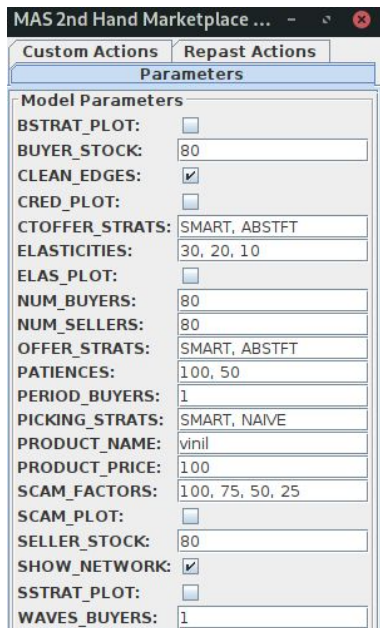 MAS 2nd Hand Marketplace ...
Custom Actions Repast Actions
Parameters
Model Parameters
BSTRAT_PLOT:
BUYER_STOCK: 80
CLEAN_EDGES:
CRED_PLOT:
CTOFFER_STRATS: SMART, ABSTFT
ELASTICITIES: 30, 20, 10
ELAS_PLOT:
NUM_BUYERS: 80
NUM_SELLERS: 80
OFFER_STRATS: SMART, ABSTFT
PATIENCES: 100, 50
PERIOD_BUYERS: 1
PICKING_STRATS: SMART, NAIVE
PRODUCT_NAME: vinil
PRODUCT_PRICE: 100
SCAM_FACTORS: 100, 75, 50, 25
SCAM_PLOT:
SELLER_STOCK: 80
SHOW_NETWORK:
SSTRAT_PLOT:
WAVES_BUYERS: 1